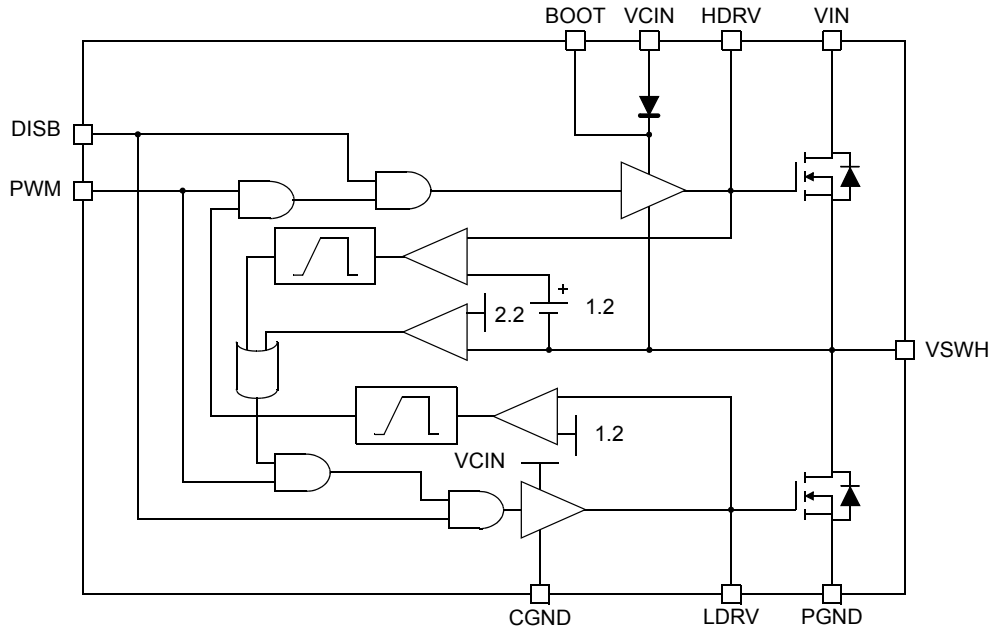 BOOT VCIN HDRV VIN
DISB
PWM
+
2.2 1.2
VSWH
1.2
VCIN
CGND LDRV PGND